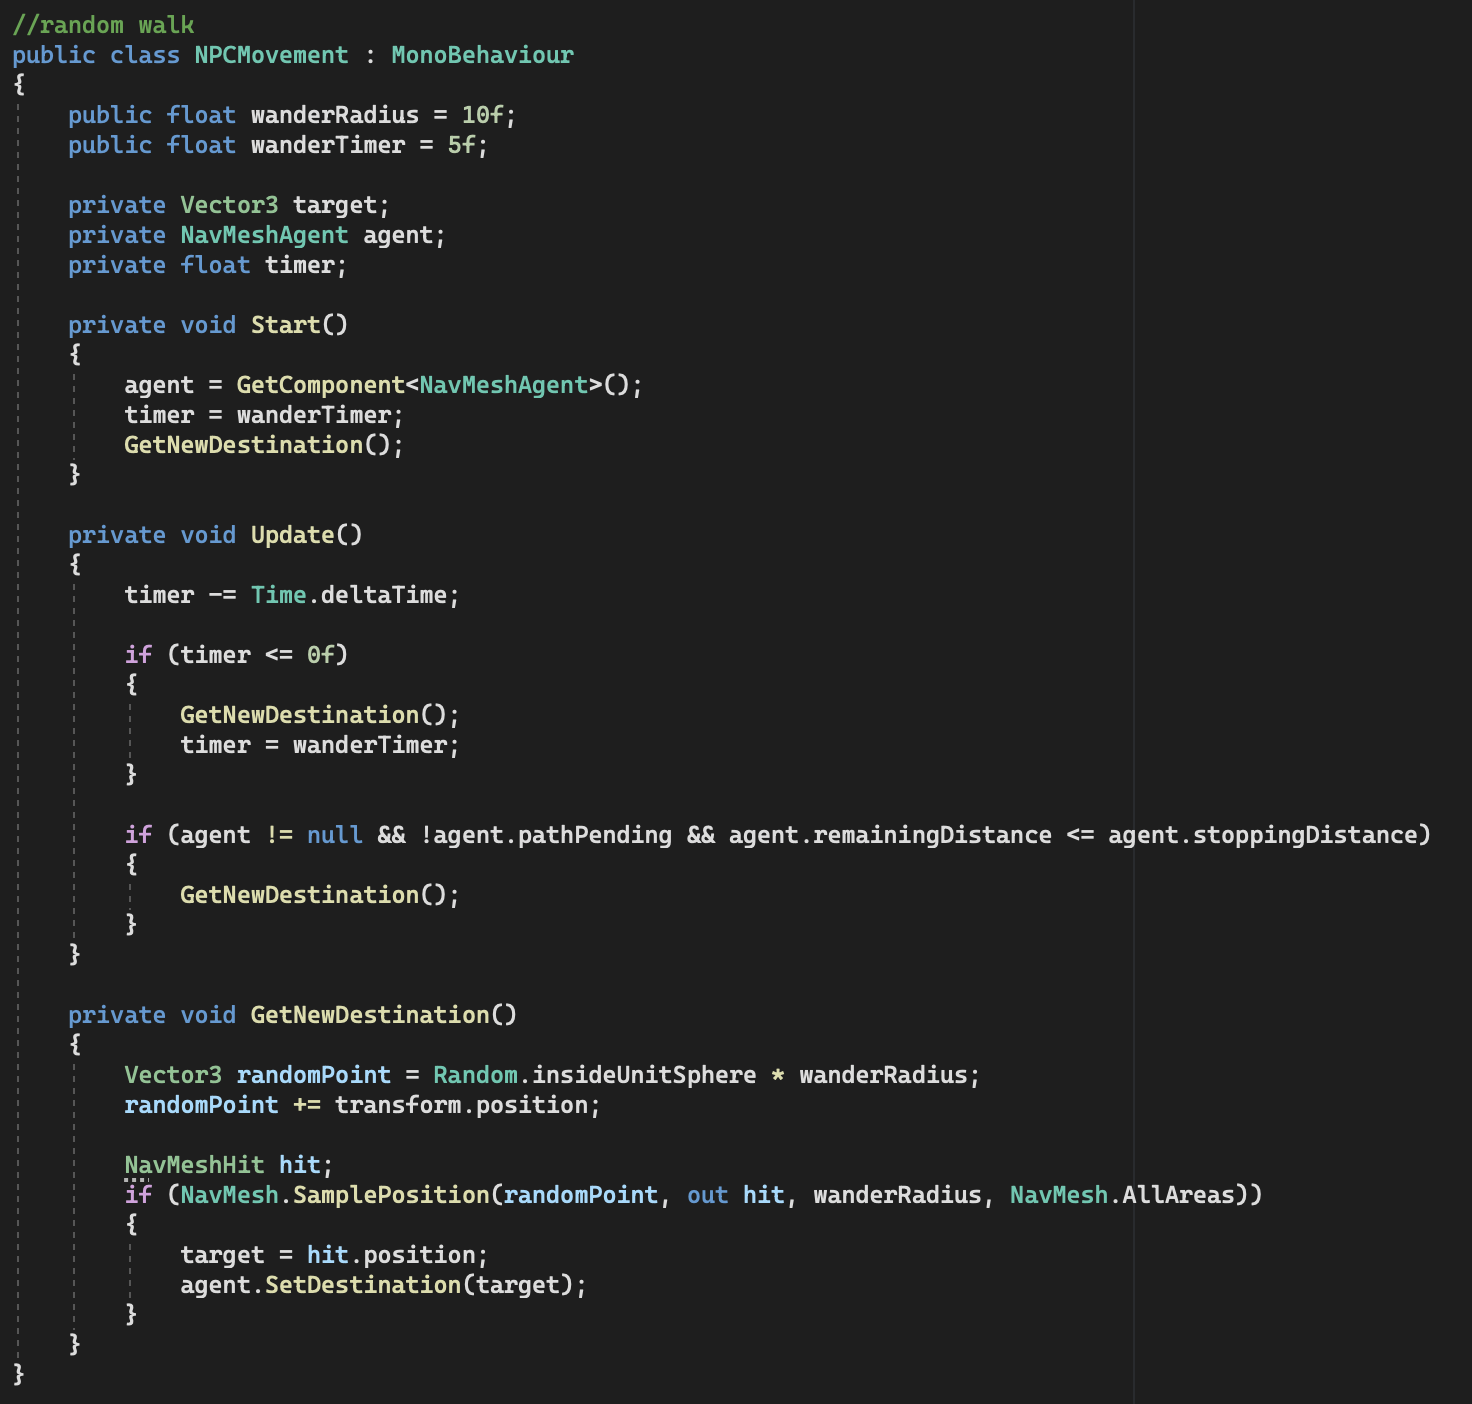 //random walk
public class NPCMovement : MonoBehaviour
{
    public float wanderRadius = 10f;
    public float wanderTimer = 5f;

    private Vector3 target;
    private NavMeshAgent agent;
    private float timer;

    private void Start()
    {
        agent = GetComponent<NavMeshAgent>();
        timer = wanderTimer;
        GetNewDestination();
    }

    private void Update()
    {
        timer -= Time.deltaTime;

        if (timer <= 0f)
        {
            GetNewDestination();
            timer = wanderTimer;
        }

        if (agent != null && !agent.pathPending && agent.remainingDistance <= agent.stoppingDistance)
        {
            GetNewDestination();
        }
    }

    private void GetNewDestination()
    {
        Vector3 randomPoint = Random.insideUnitSphere * wanderRadius;
        randomPoint += transform.position;

        NavMeshHit hit;
        if (NavMesh.SamplePosition(randomPoint, out hit, wanderRadius, NavMesh.AllAreas))
        {
            target = hit.position;
            agent.SetDestination(target);
        }
    }
}